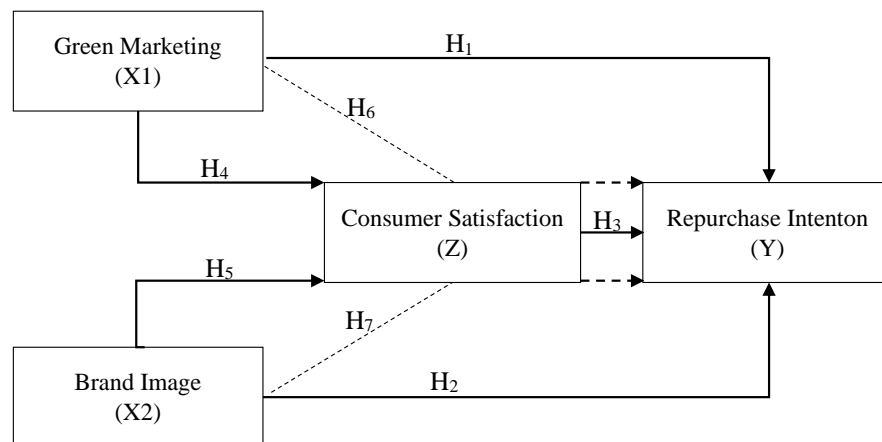 Green Marketing
(X1)
H₁
H₆
H₄
Consumer Satisfaction
(Z)
H₃
Repurchase Intenton
(Y)
H₅
H₇
Brand Image
(X2)
H₂